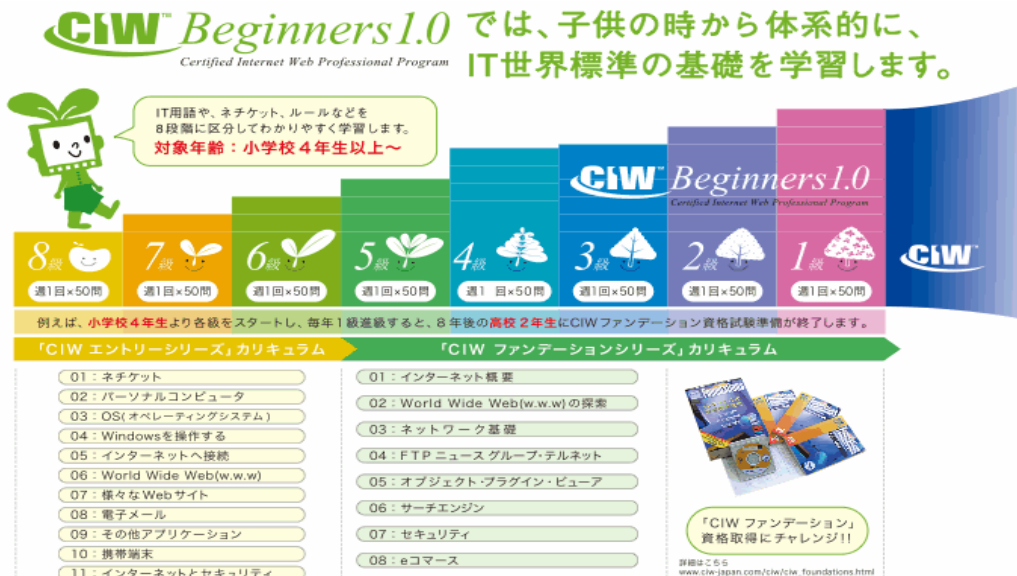 CIW™ Beginners1.0 では、子供の時から体系的に、
Certified Internet Web Professional Program
IT世界標準の基礎を学習します。
IT用語や、ネチケット、ルールなどを
8段階に区分してわかりやすく学習します。
対象年齢：小学校４年生以上～
CIW™ Beginners1.0
Certified Internet Web Professional Program
8級
7級
6級
5級
4級
3級
2級
1級
CIW™
週1回×50問
週1回×50問
週1回×50問
週1回×50問
週1 回×50問
週1回×50問
週1回×50問
週1回×50問
例えば、小学校４年生より各級をスタートし、毎年１級進級すると、８年後の高校２年生にCIWファンデーション資格試験準備が終了します。
「CIW エントリーシリーズ」カリキュラム
「CIW ファンデーションシリーズ」カリキュラム
01：ネチケット
02：パーソナルコンピュータ
03：OS(オペレーティングシステム)
04：Windowsを操作する
05：インターネットへ接続
06：World Wide Web(w.w.w)
07：様々なWebサイト
08：電子メール
09：その他アプリケーション
10：携帯端末
11：インターネットとセキュリティ
01：インターネット概要
02：World Wide Web(w.w.w)の探索
03：ネットワーク基礎
04：FTP ニュースグループ・テルネット
05：オブジェクト・プラグイン・ビューア
06：サーチエンジン
07：セキュリティ
08：eコマース
「CIW ファンデーション」
資格取得にチャレンジ!!
詳細はこちら
www.ciw-japan.com/ciw/ciw_foundations.html